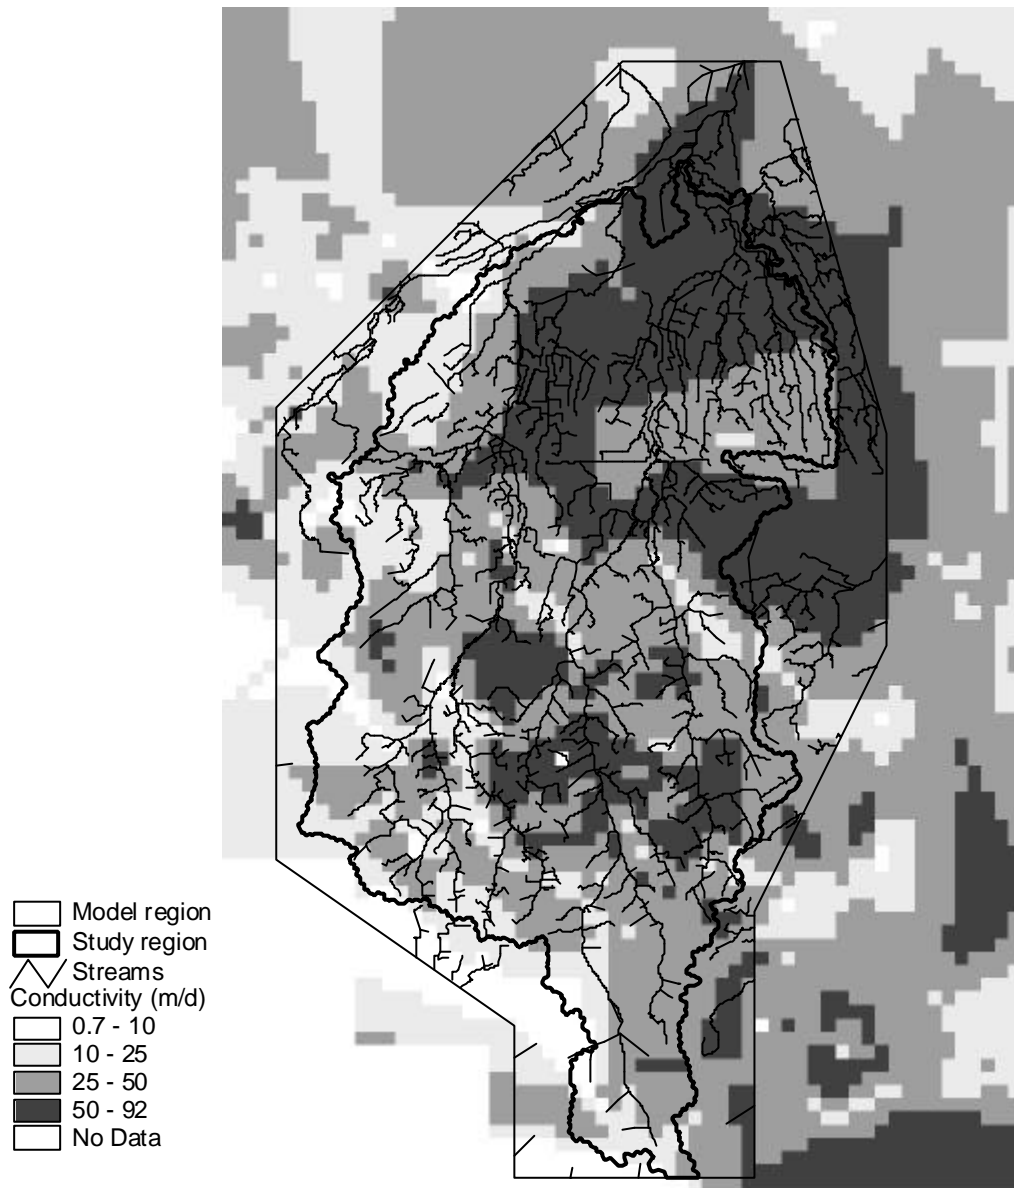 Model region
Study region
Streams
Conductivity (m/d)
0.7 - 10
10 - 25
25 - 50
50 - 92
No Data